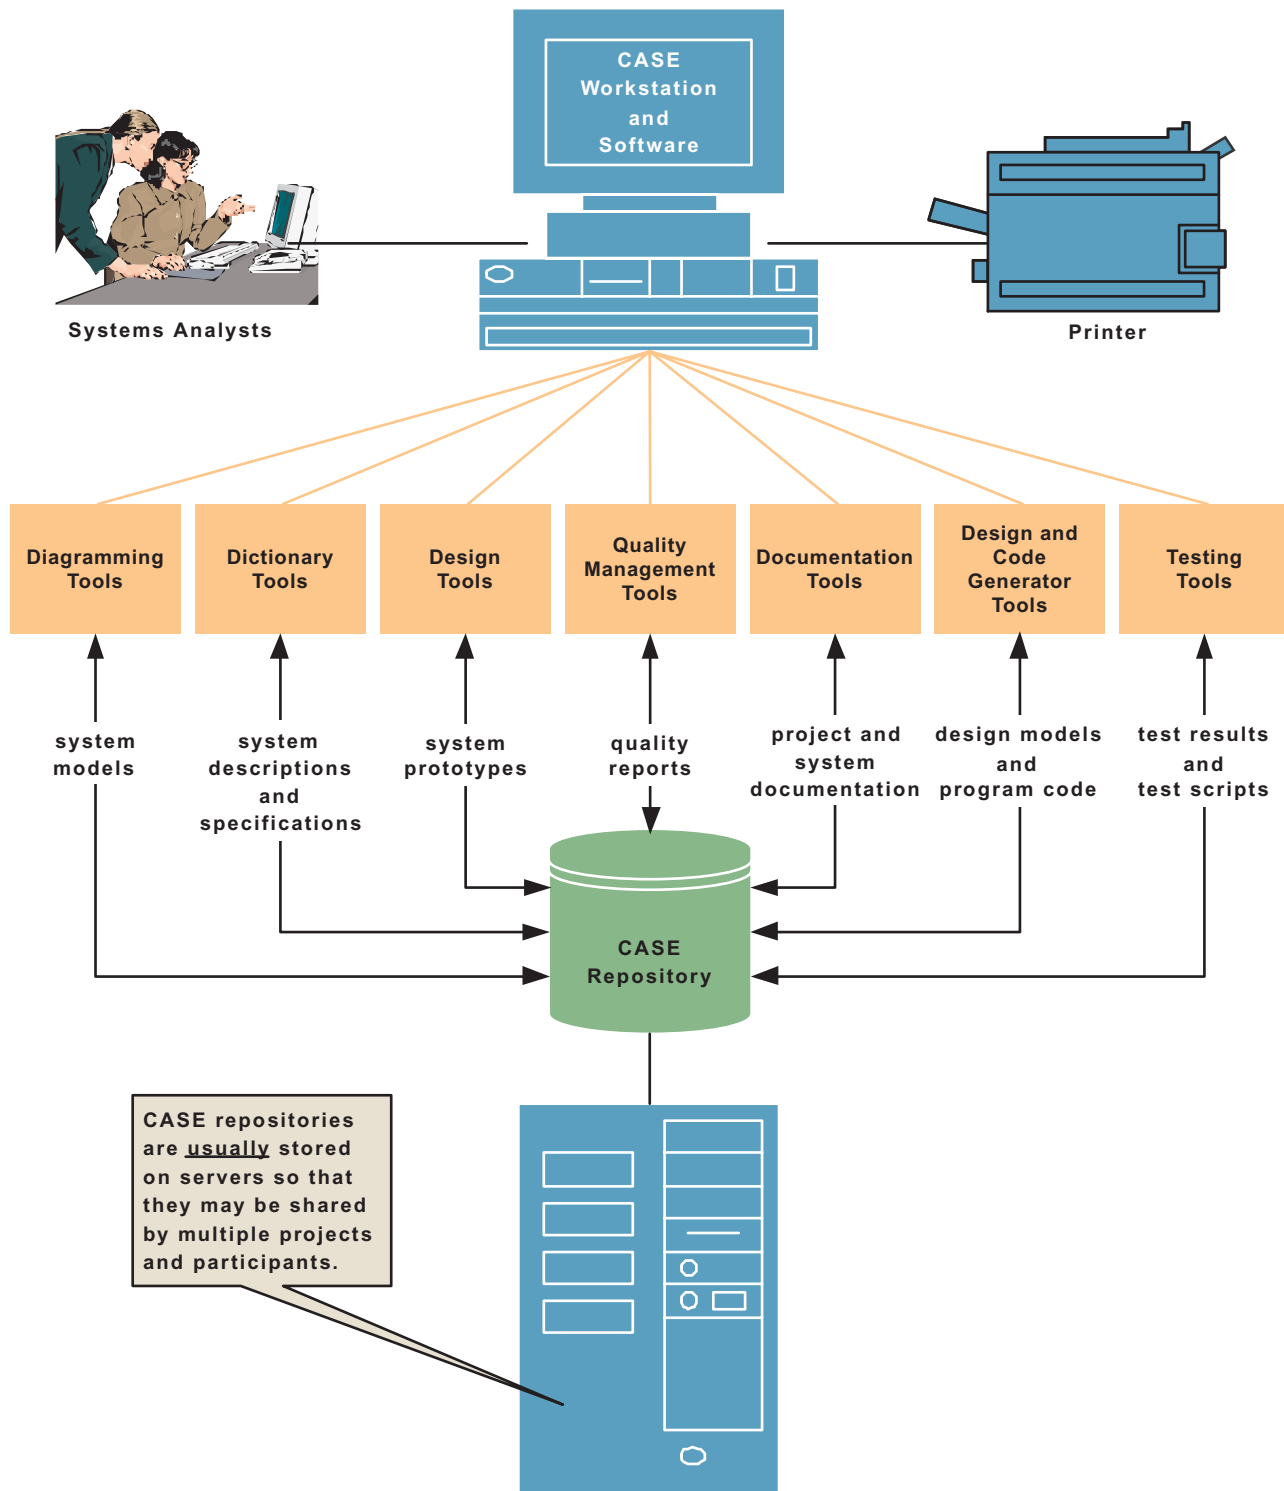 CASE
Workstation
and
Software
Systems Analysts
Printer
Diagramming
Tools
Dictionary
Tools
Design
Tools
Quality
Management
Tools
Documentation
Tools
Design and
Code
Generator
Tools
Testing
Tools
system
models
system
descriptions
and
specifications
system
prototypes
quality
reports
project and
system
documentation
design models
and
program code
test results
and
test scripts
CASE
Repository
CASE repositories
are usually stored
on servers so that
they may be shared
by multiple projects
and participants.